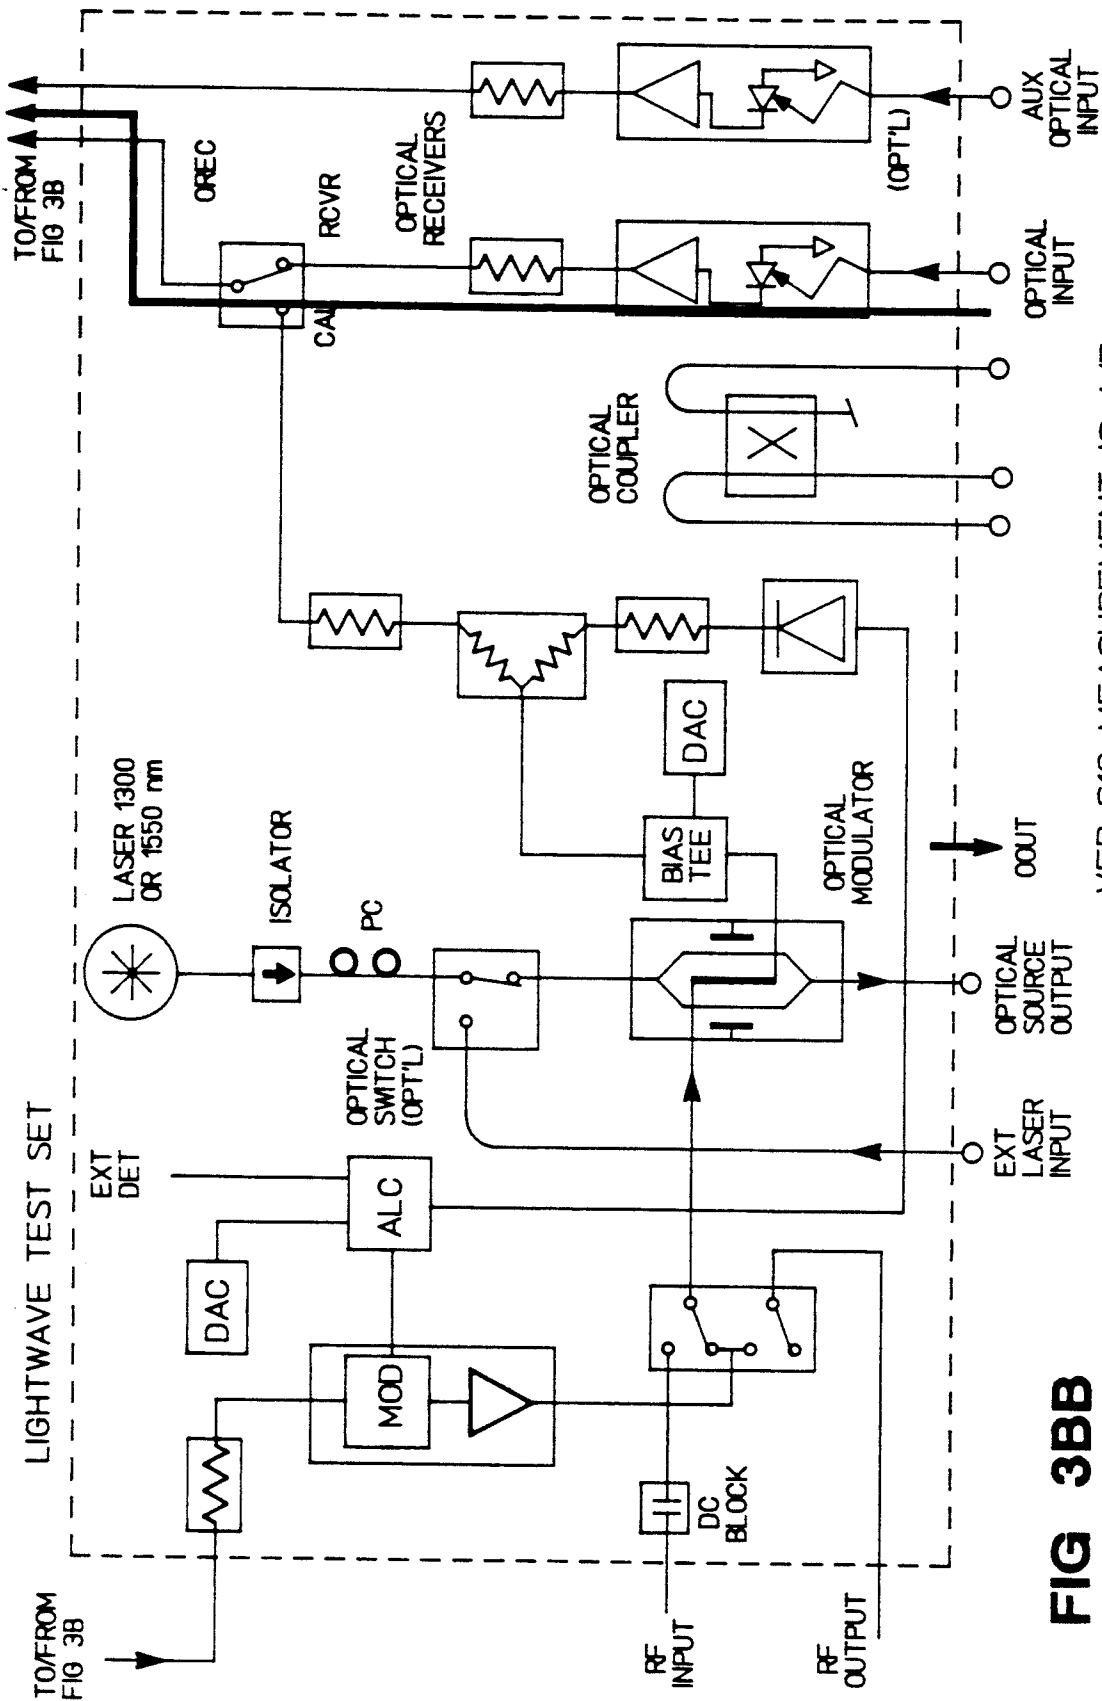 LIGHTWAVE TEST SET
TO/FROM
FIG 3B
EXT
DET
DAC
ALC
MOD
LASER 1300
OR 1550 nm
ISOLATOR
PC
OPTICAL
SWITCH
(OPT'L)
TO/FROM
FIG 3B
OREC
RCVR
CAL
OPTICAL
RECEIVERS
OPTICAL
COUPLER
DAC
BIAS
TEE
OPTICAL
MODULATOR
(OPT'L)
DC
BLOCK
RF
INPUT
RF
OUTPUT
EXT
LASER
INPUT
OPTICAL
SOURCE
OUTPUT
OOUT
OPTICAL
INPUT
AUX
OPTICAL
INPUT
FIG 3BB